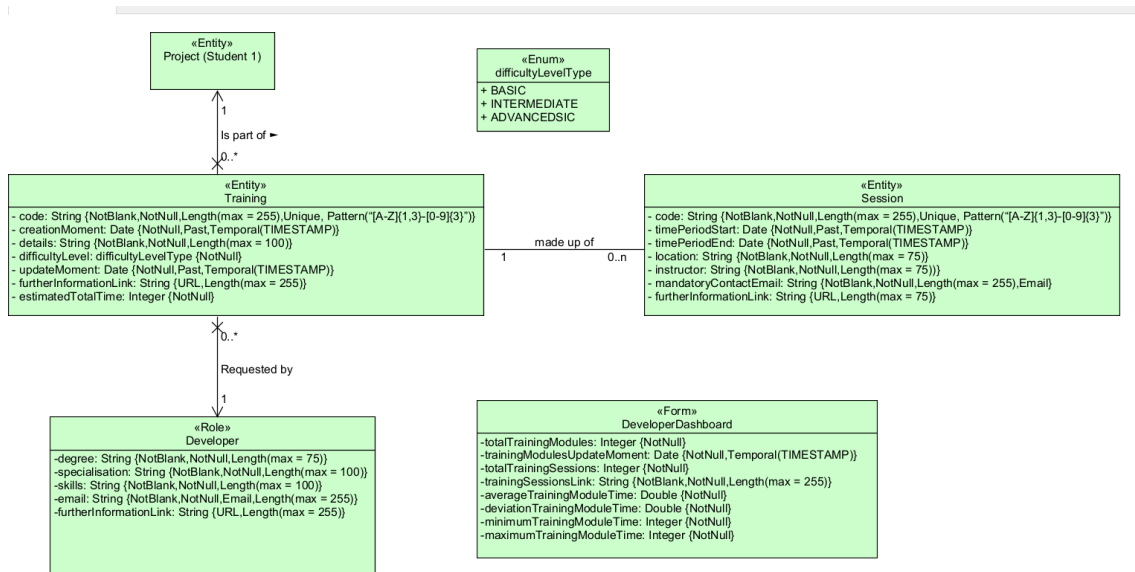 «Entity»
Project (Student 1)
«Enum»
difficultyLevelType
+ BASIC
+ INTERMEDIATE
+ ADVANCEDSIC
1
Is part of ►
0..*
«Entity»
Training
- code: String {NotBlank,NotNull,Length(max = 255),Unique, Pattern(“[A-Z]{1,3}-[0-9]{3}”)}
- creationMoment: Date {NotNull,Past,Temporal(TIMESTAMP)}
- details: String {NotBlank,NotNull,Length(max = 100)}
- difficultyLevel: difficultyLevelType {NotNull}
- updateMoment: Date {NotNull,Past,Temporal(TIMESTAMP)}
- furtherInformationLink: String {URL,Length(max = 255)}
- estimatedTotalTime: Integer {NotNull}
made up of
1
0..n
«Entity»
Session
- code: String {NotBlank,NotNull,Length(max = 255),Unique, Pattern(“[A-Z]{1,3}-[0-9]{3}”)}
- timePeriodStart: Date {NotNull,Past,Temporal(TIMESTAMP)}
- timePeriodEnd: Date {NotNull,Past,Temporal(TIMESTAMP)}
- location: String {NotBlank,NotNull,Length(max = 75)}
- instructor: String {NotBlank,NotNull,Length(max = 75))}
- mandatoryContactEmail: String {NotBlank,NotNull,Length(max = 255),Email}
- furtherInformationLink: String {URL,Length(max = 75)}
0..*
Requested by
1
«Role»
Developer
-degree: String {NotBlank,NotNull,Length(max = 75)}
-specialisation: String {NotBlank,NotNull,Length(max = 100)}
-skills: String {NotBlank,NotNull,Length(max = 100)}
-email: String {NotBlank,NotNull,Email,Length(max = 255)}
-furtherInformationLink: String {URL,Length(max = 255)}
«Form»
DeveloperDashboard
-totalTrainingModules: Integer {NotNull}
-trainingModulesUpdateMoment: Date {NotNull,Temporal(TIMESTAMP)}
-totalTrainingSessions: Integer {NotNull}
-trainingSessionsLink: String {NotBlank,NotNull,Length(max = 255)}
-averageTrainingModuleTime: Double {NotNull}
-deviationTrainingModuleTime: Double {NotNull}
-minimumTrainingModuleTime: Integer {NotNull}
-maximumTrainingModuleTime: Integer {NotNull}